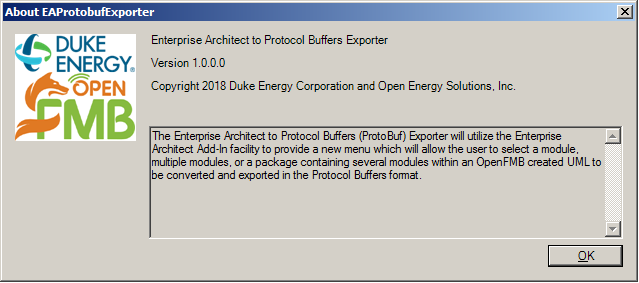 About EAProtobufExporter
DUKE
ENERGY®
OPEN
FMB
Enterprise Architect to Protocol Buffers Exporter
Version 1.0.0.0
Copyright 2018 Duke Energy Corporation and Open Energy Solutions, Inc.
The Enterprise Architect to Protocol Buffers (ProtoBuf) Exporter will utilize the Enterprise
Architect Add-In facility to provide a new menu which will allow the user to select a module,
multiple modules, or a package containing several modules within an OpenFMB created UML to
be converted and exported in the Protocol Buffers format.
OK